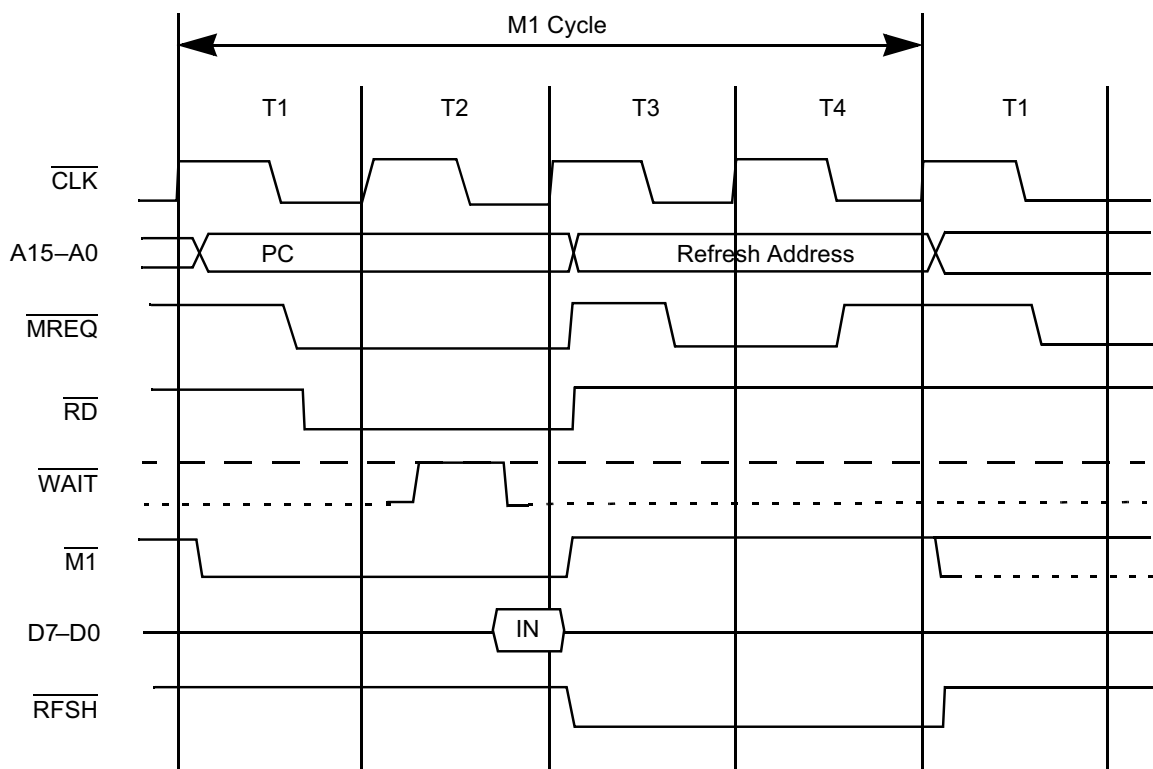 M1 Cycle
T1 T2 T3 T4 T1
CLK
A15–A0 PC Refresh Address
MREQ
RD
WAIT
M1
D7–D0 IN
RFSH